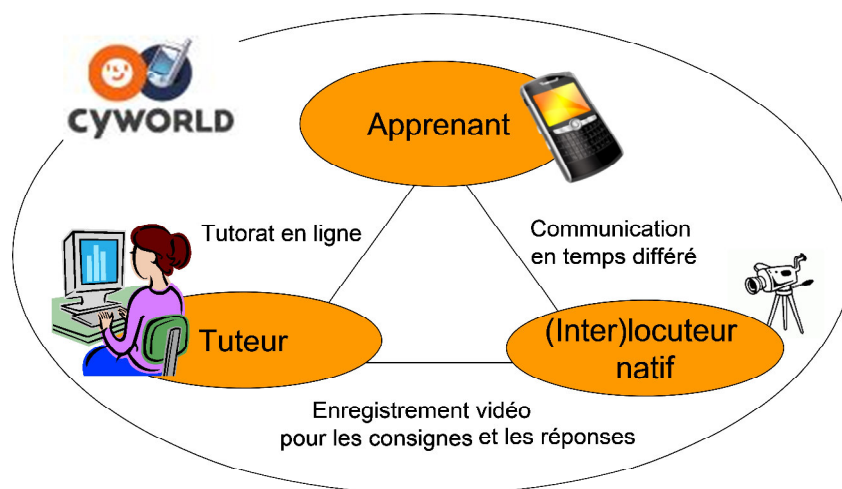 CYWORLD
Apprenant
Tutorat en ligne
Communication
en temps différé
Tuteur
(Inter)locuteur
natif
Enregistrement vidéo
pour les consignes et les réponses